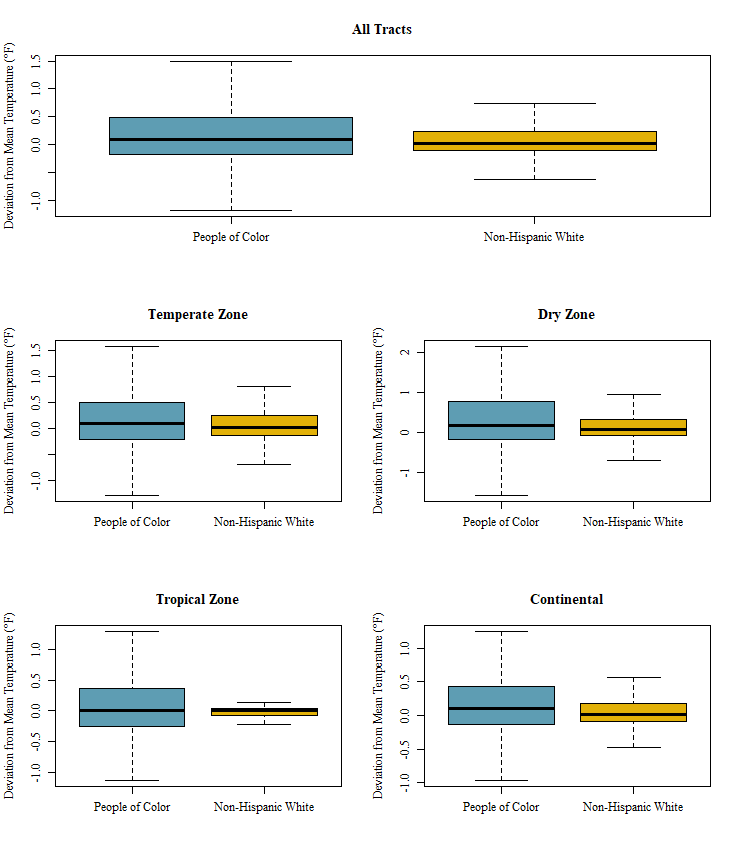 All Tracts
Deviation from Mean Temperature (°F)
1.5
1.0
0.5
0.0
-1.0
People of Color
Non-Hispanic White
Temperate Zone
Deviation from Mean Temperature (°F)
1.5
1.0
0.5
0.0
-1.0
People of Color
Non-Hispanic White
Dry Zone
Deviation from Mean Temperature (°F)
2
1
0
-1
People of Color
Non-Hispanic White
Tropical Zone
Deviation from Mean Temperature (°F)
1.0
0.5
0.0
-0.5
-1.0
People of Color
Non-Hispanic White
Continental
Deviation from Mean Temperature (°F)
1.0
0.5
0.0
-0.5
-1.0
People of Color
Non-Hispanic White